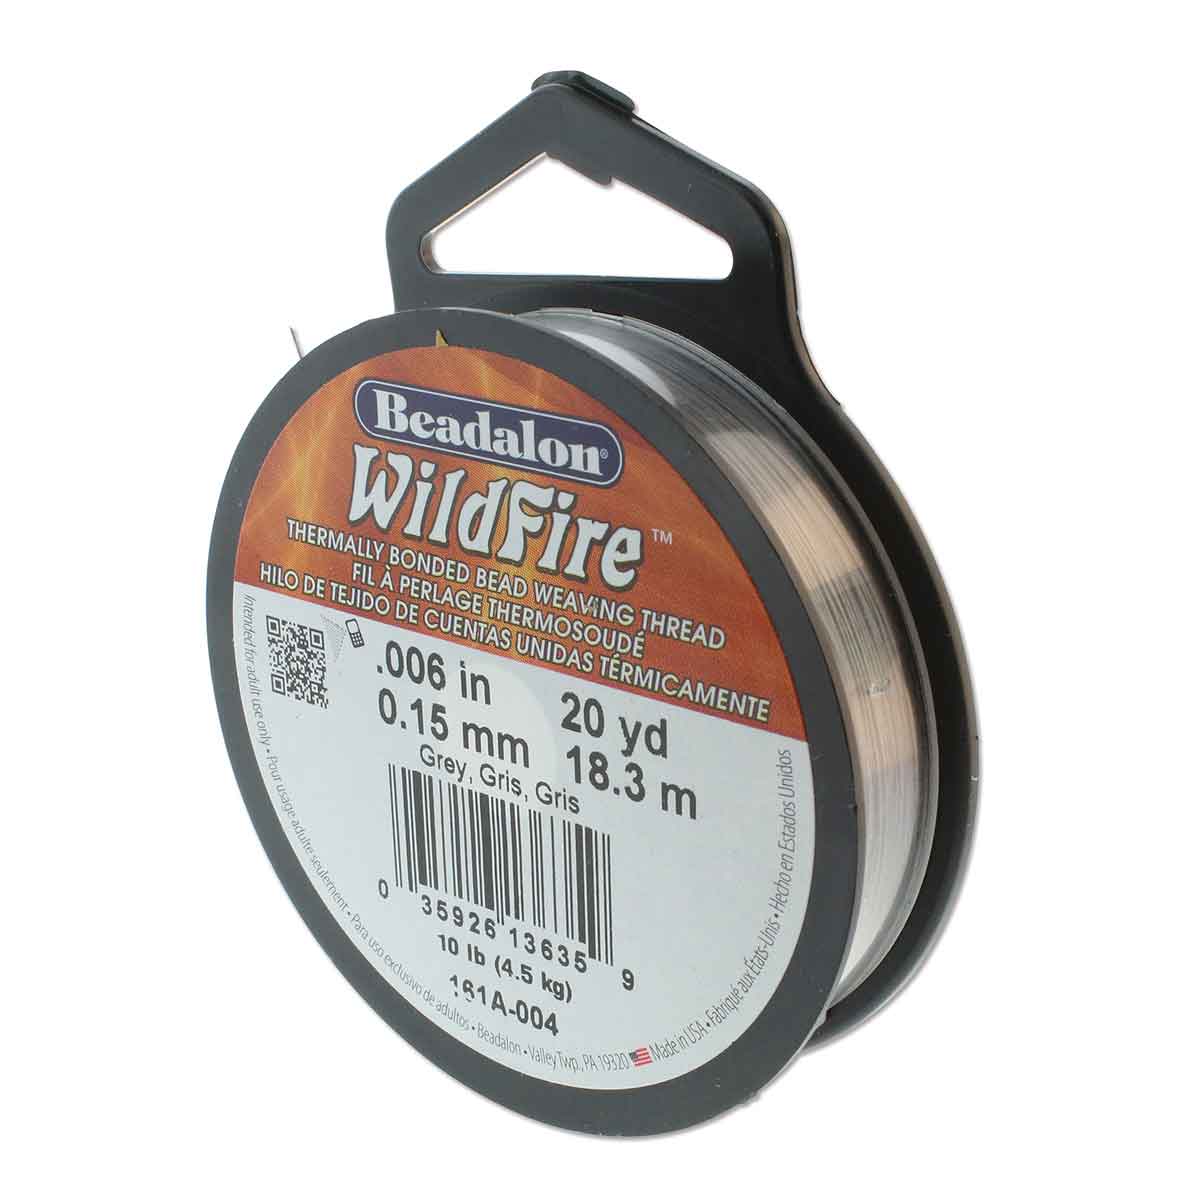 Beadalon®
WildFire™
THERMALLY BONDED BEAD WEAVING THREAD
FIL À PERLAGE THERMOSOUDÉ
HILO DE TEJIDO DE CUENTAS UNIDAS TÉRMICAMENTE
.006 in 20 yd
0.15 mm 18.3 m
Grey, Gris, Gris
0 35926 13635 9
10 lb (4.5 kg)
161A-004
Intended for adult use only • Pour usage adulte seulement • Para uso exclusivo de adultos • Beadalon • Valley Twp., PA 19320 Made in USA • Fabriqué aux États-Unis • Hecho en Estados Unidos